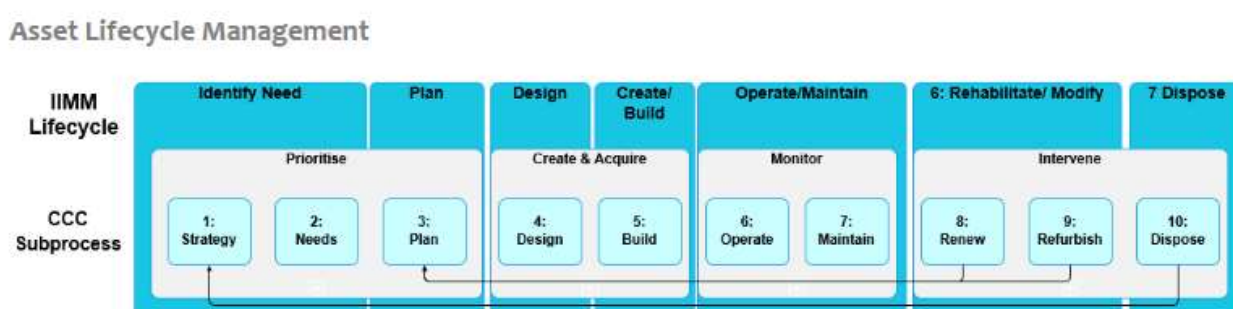 Asset Lifecycle Management
IIMM
Lifecycle
Identify Need
Plan
Design
Create/
Build
Operate/Maintain
6: Rehabilitate/ Modify
7 Dispose
Prioritise
Create & Acquire
Monitor
Intervene
CCC
Subprocess
1:
Strategy
2:
Needs
3:
Plan
4:
Design
5:
Build
6:
Operate
7:
Maintain
8:
Renew
9:
Refurbish
10:
Dispose